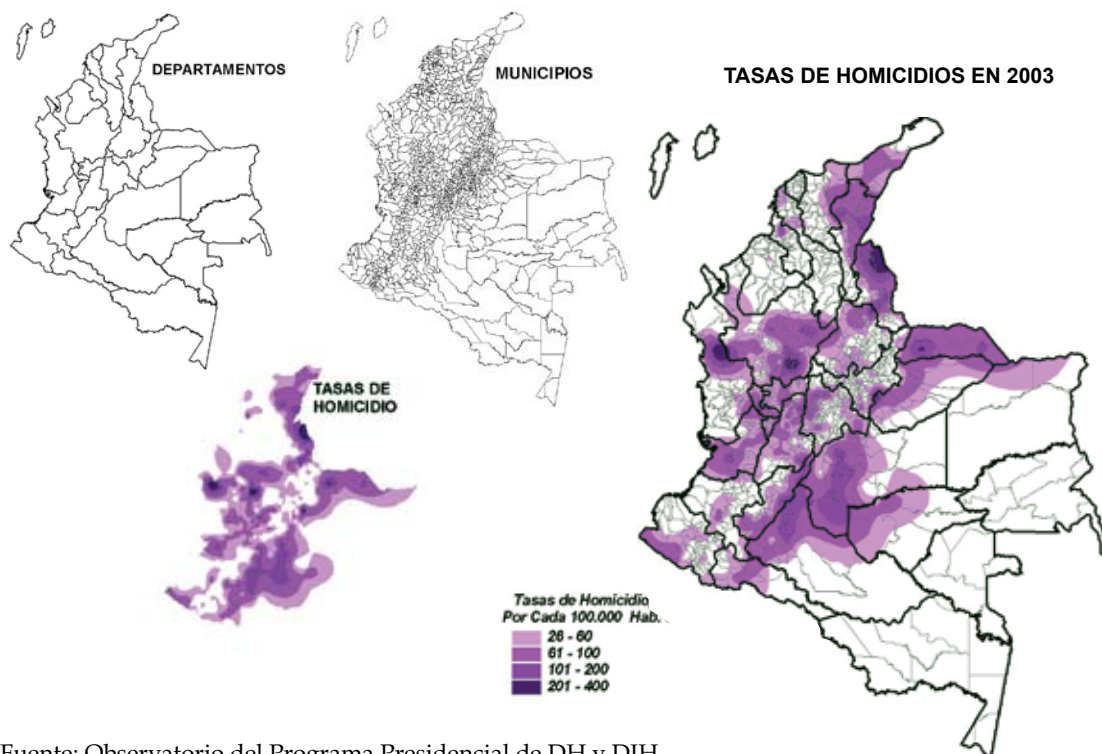 DEPARTAMENTOS
MUNICIPIOS
TASAS DE HOMICIDIOS EN 2003
TASAS DE
HOMICIDIO
Tasas de Homicidio
Por Cada 100.000 Hab.
26 - 60
61 - 100
101 - 200
201 - 400
Fuente: Observatorio del Programa Presidencial de DH y DIH